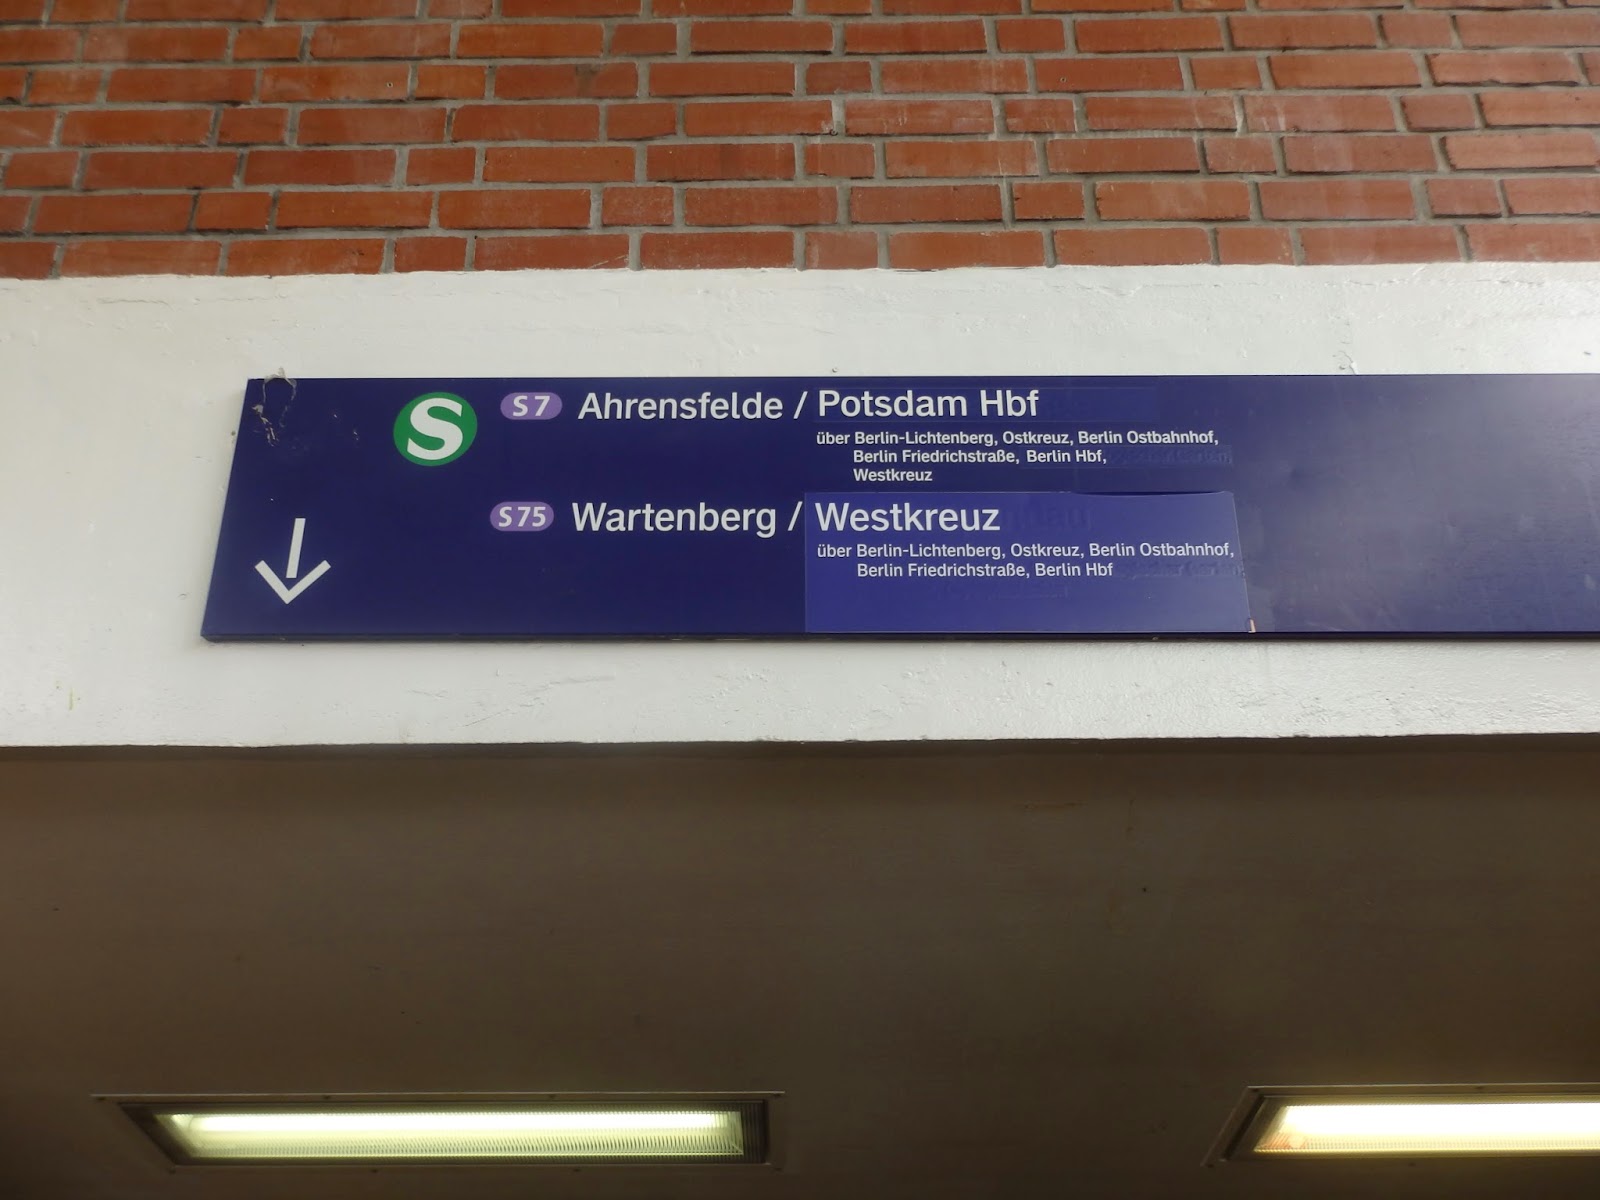 S S7 Ahrensfelde / Potsdam Hbf
über Berlin-Lichtenberg, Ostkreuz, Berlin Ostbahnhof,
Berlin Friedrichstraße, Berlin Hbf,
Westkreuz
S75 Wartenberg / Westkreuz
über Berlin-Lichtenberg, Ostkreuz, Berlin Ostbahnhof,
Berlin Friedrichstraße, Berlin Hbf